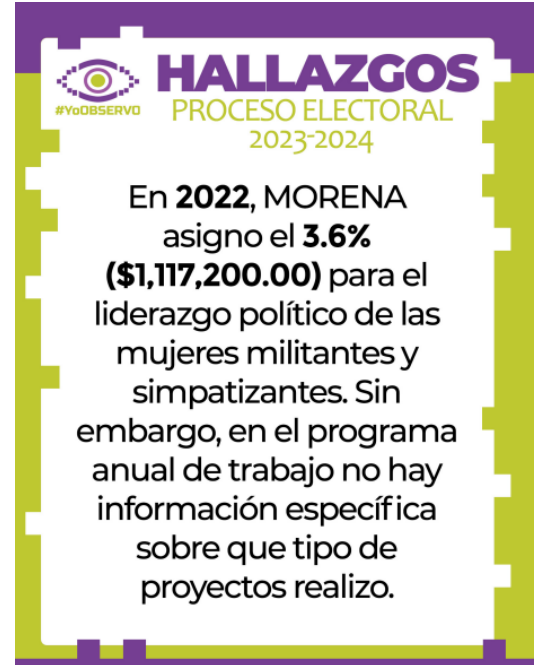 #YoOBSERVO
HALLAZGOS
PROCESO ELECTORAL
2023-2024
En 2022, MORENA
asigno el 3.6%
($1,117,200.00) para el
liderazgo político de las
mujeres militantes y
simpatizantes. Sin
embargo, en el programa
anual de trabajo no hay
información específica
sobre que tipo de
proyectos realizo.